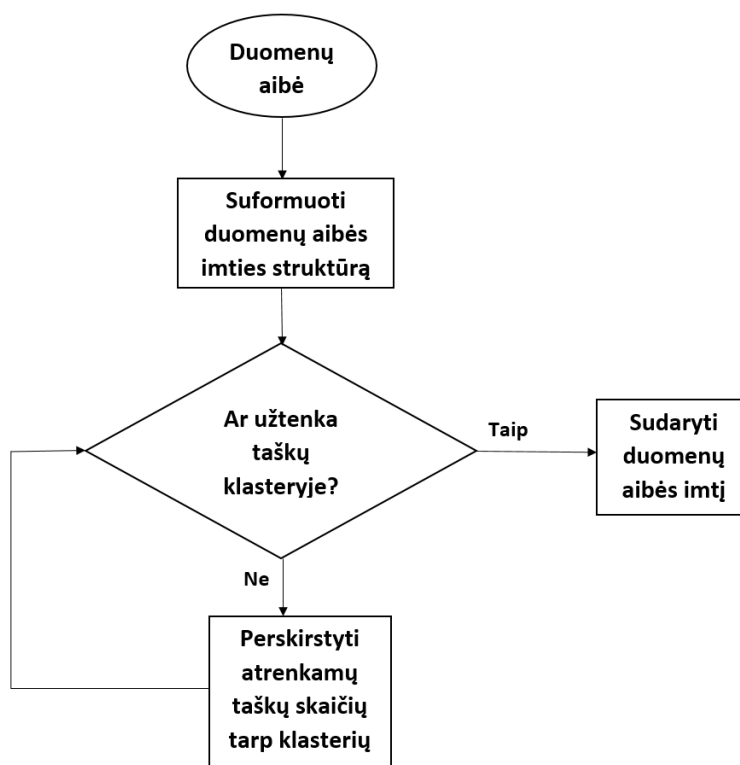 Duomenų
aibė
Suformuoti
duomenų aibės
imties struktūrą
Ar užtenka
taškų
klasteryje?
Taip
Sudaryti
duomenų
aibės imtį
Ne
Perskirstyti
atrenkamų
taškų skaičių
tarp klasterių